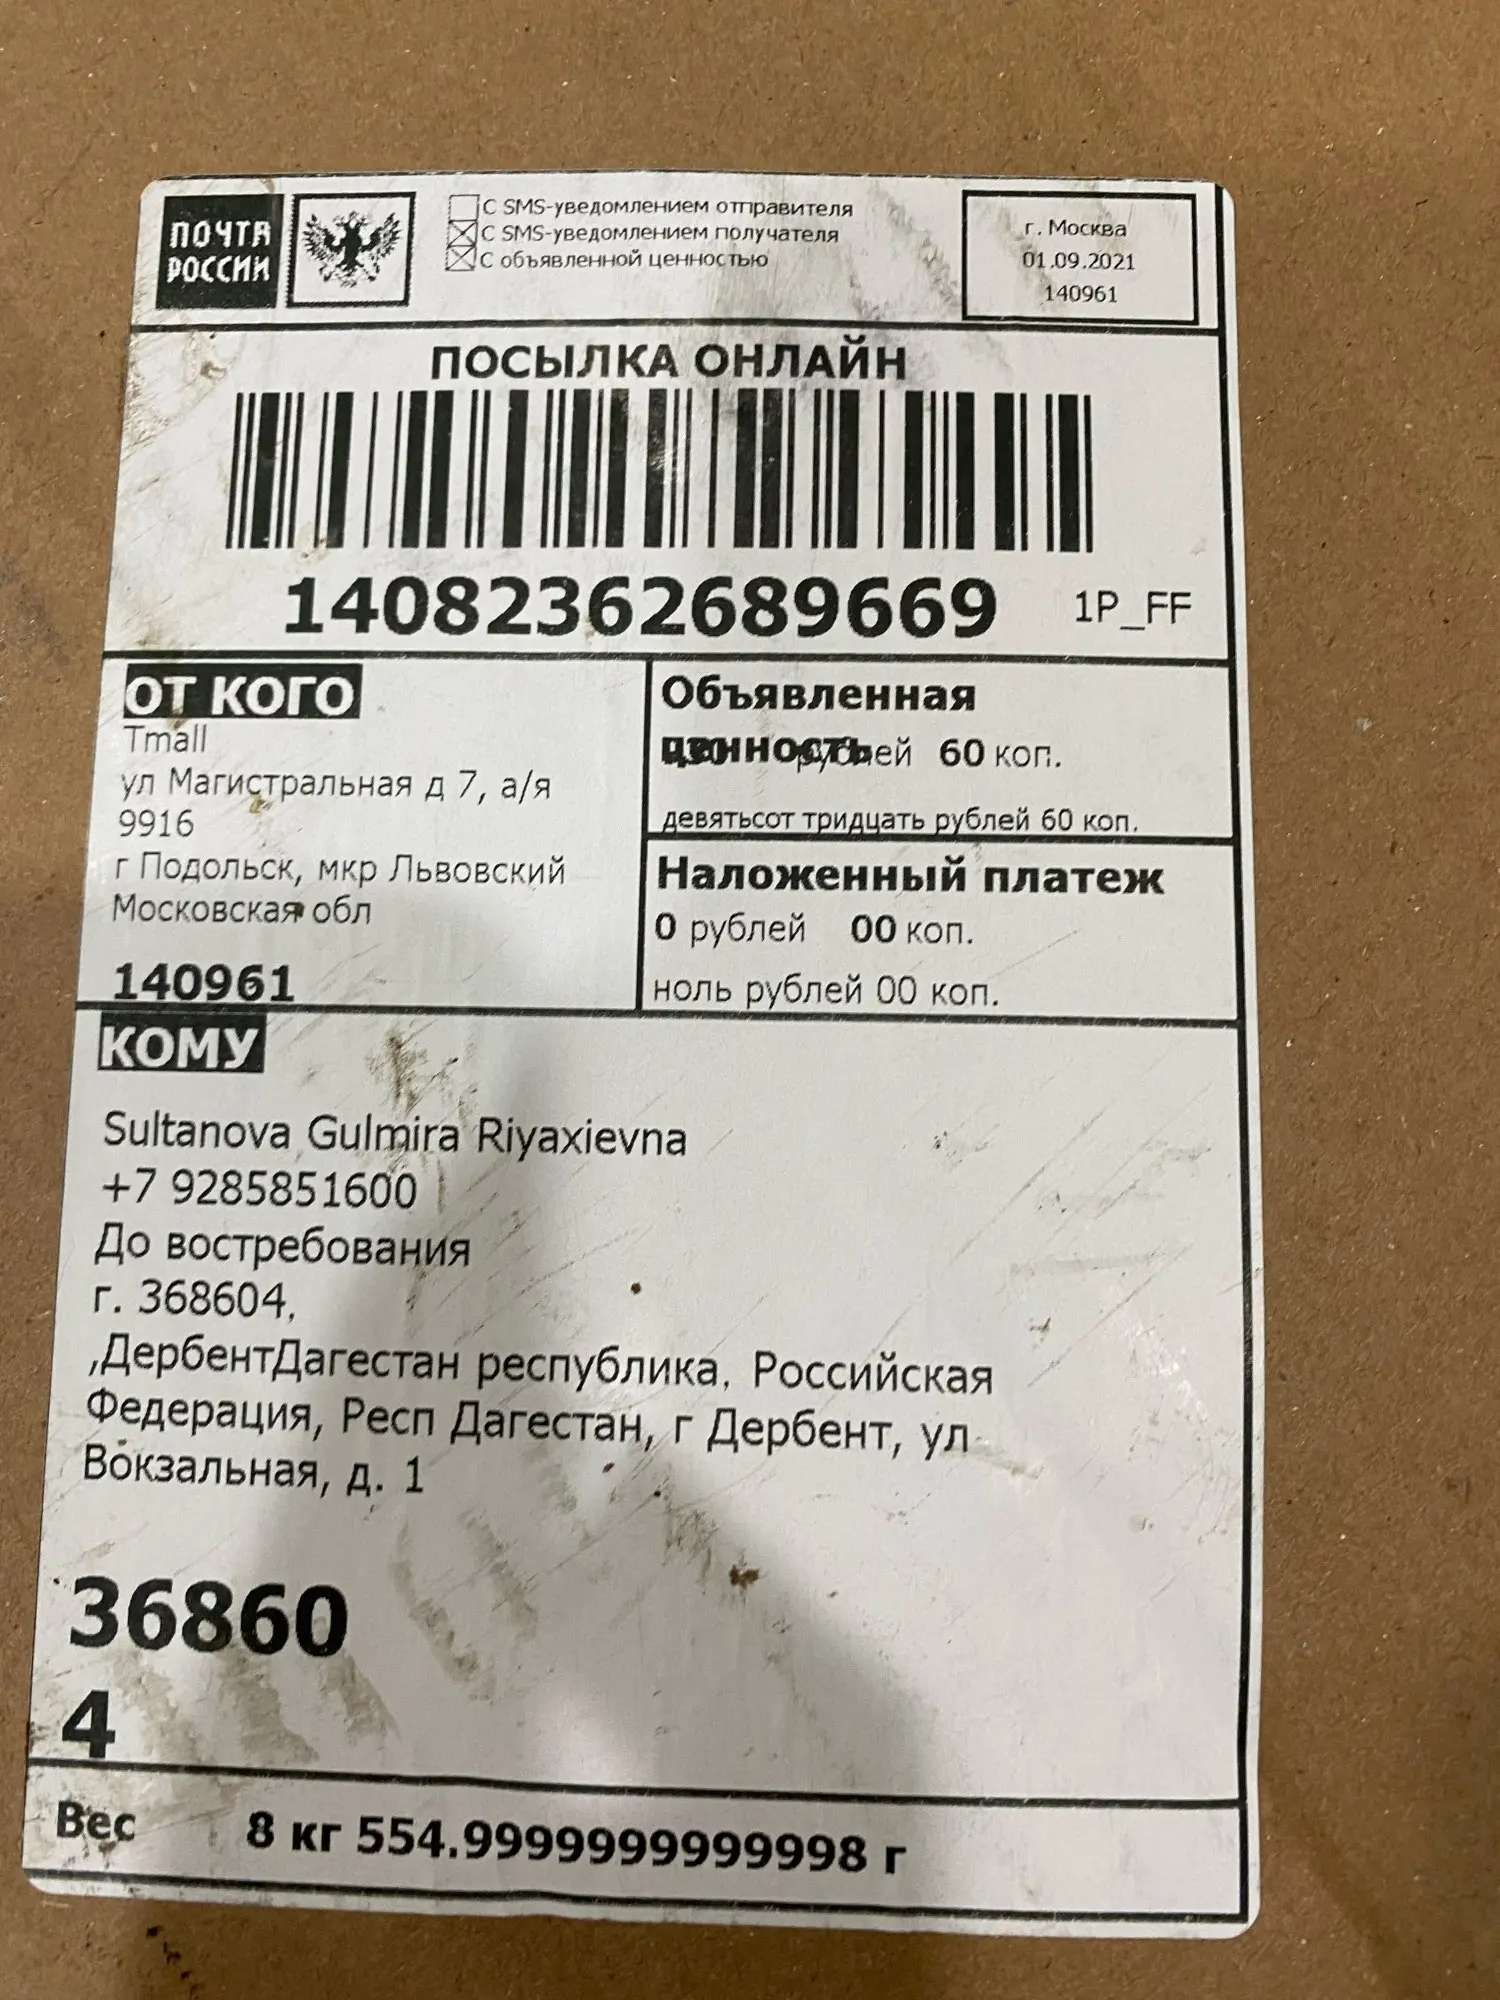 ПОЧТА
РОССИИ
С SMS-уведомлением отправителя
С SMS-уведомлением получателя
С объявленной ценностью
г. Москва
01.09.2021
140961
ПОСЫЛКА ОНЛАЙН
14082362689669 1P_FF
ОТ КОГО
Tmall
ул Магистральная д 7, а/я
9916
г Подольск, мкр Львовский
Московская обл
140961
Объявленная
ценность рублей 60 коп.
девятьсот тридцать рублей 60 коп.
Наложенный платеж
0 рублей 00 коп.
ноль рублей 00 коп.
КОМУ
Sultanova Gulmira Riyaxievna
+7 9285851600
До востребования
г. 368604,
,ДербентДагестан республика, Российская
Федерация, Респ Дагестан, г Дербент, ул
Вокзальная, д. 1
36860
4
Вес 8 кг 554.9999999999998 г